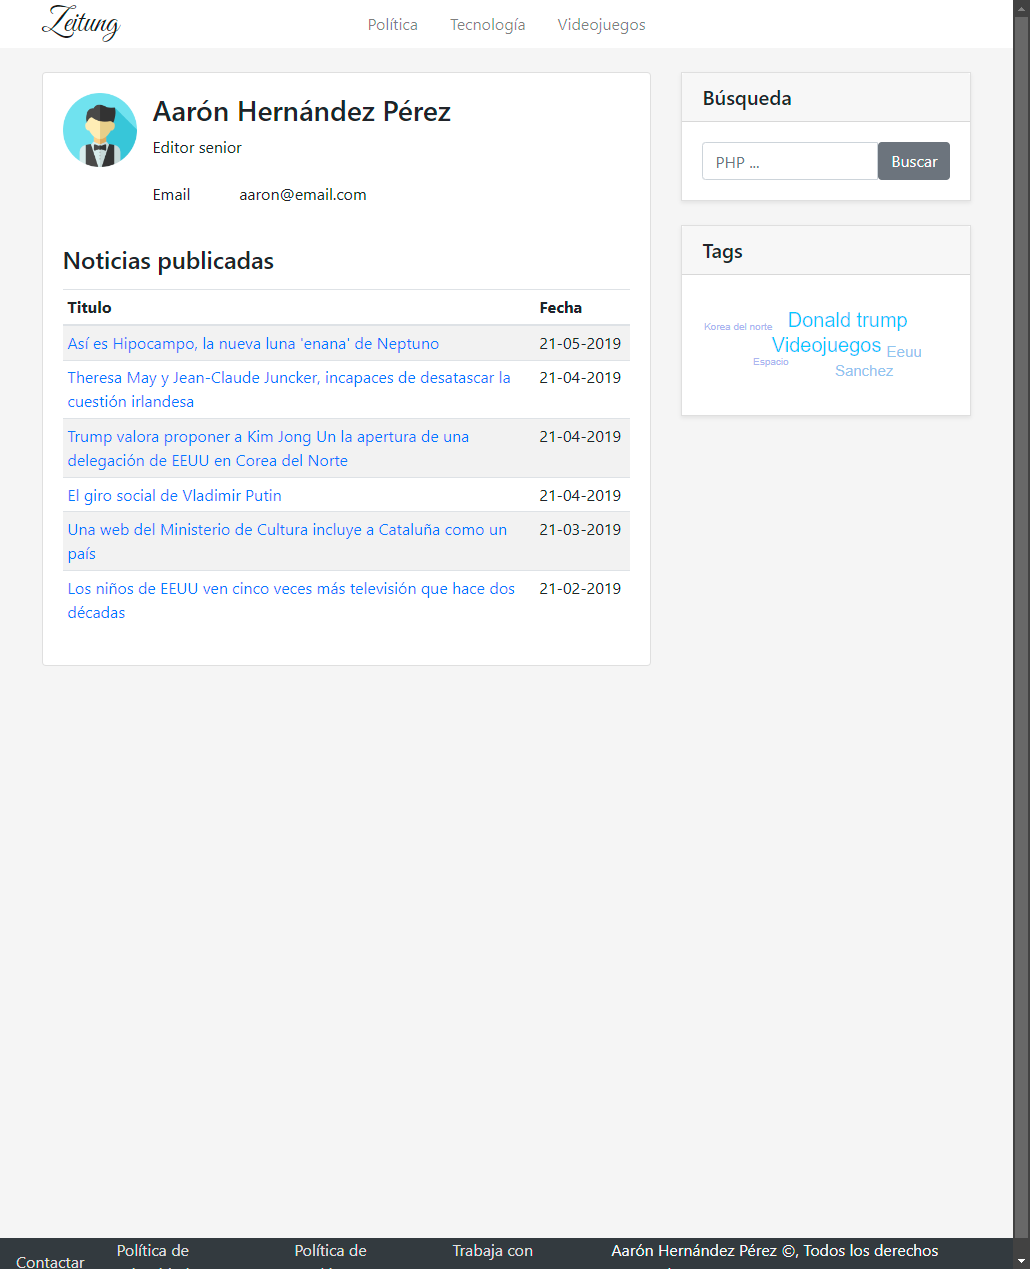 Zeitung
Política Tecnología Videojuegos
Aarón Hernández Pérez
Editor senior
Email aaron@email.com
Noticias publicadas
Titulo Fecha
Así es Hipocampo, la nueva luna 'enana' de Neptuno 21-05-2019
Theresa May y Jean-Claude Juncker, incapaces de desatascar la 21-04-2019
cuestión irlandesa
Trump valora proponer a Kim Jong Un la apertura de una 21-04-2019
delegación de EEUU en Corea del Norte
El giro social de Vladimir Putin 21-04-2019
Una web del Ministerio de Cultura incluye a Cataluña como un 21-03-2019
país
Los niños de EEUU ven cinco veces más televisión que hace dos 21-02-2019
décadas
Búsqueda
PHP ... Buscar
Tags
Korea del norte Donald trump
Videojuegos Eeuu
Espacio Sanchez
Contactar Política de Política de Trabaja con Aarón Hernández Pérez ©, Todos los derechos